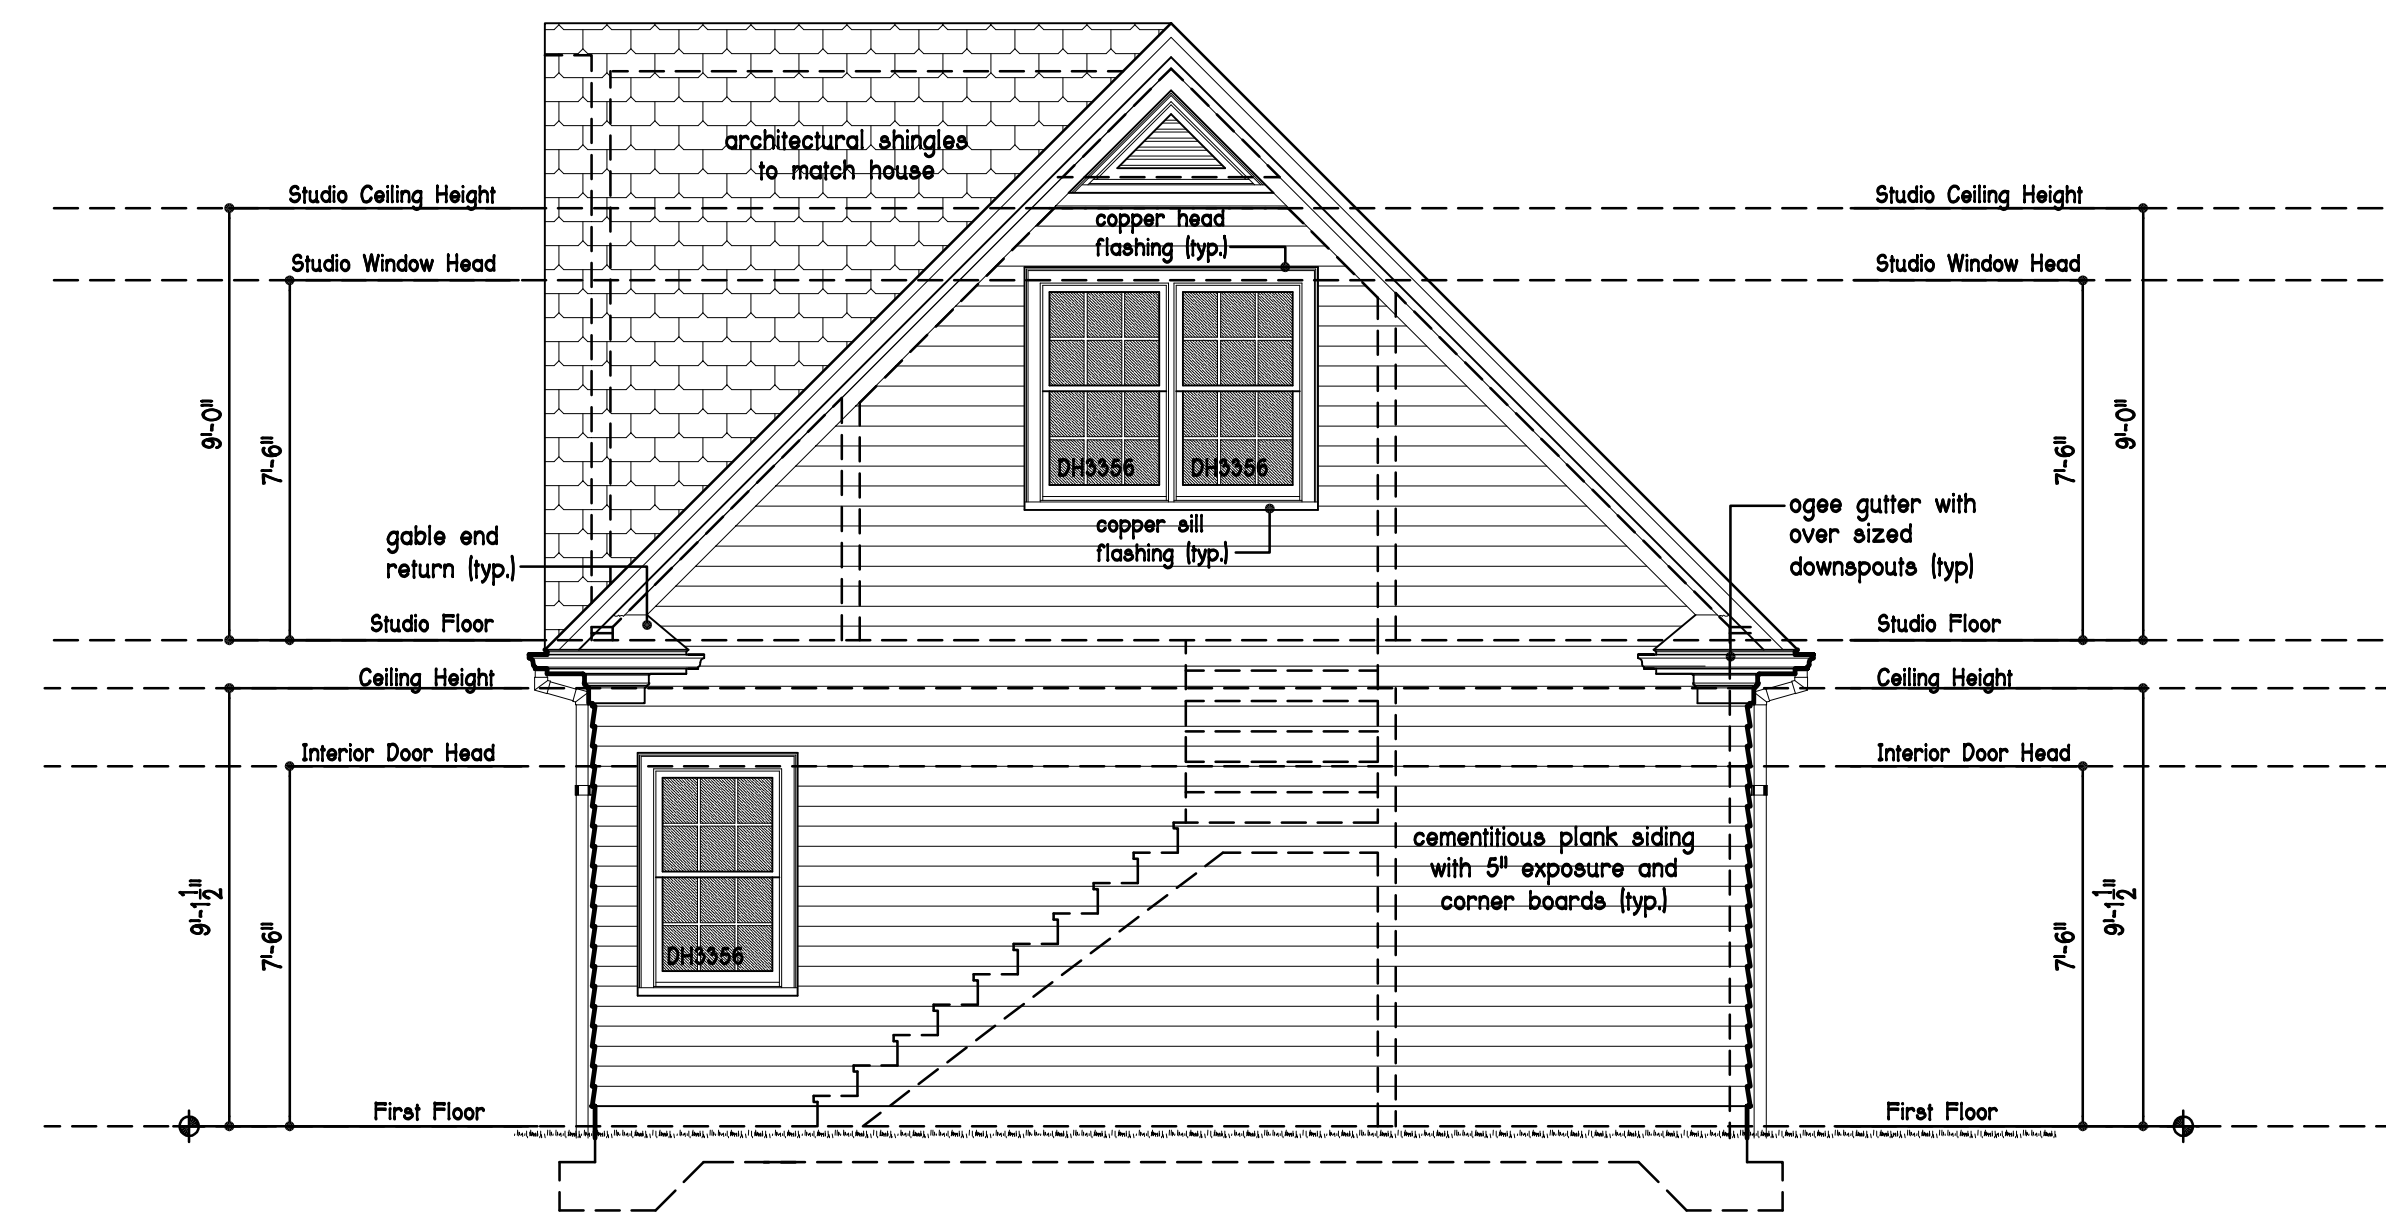 architectural shingles
to match house
Studio Ceiling Height
Studio Ceiling Height
copper head
flashing (typ.)
Studio Window Head
Studio Window Head
9'-0"
7'-6"
7'-6"
9'-0"
DH3356
DH3356
ogee gutter with
over sized
downspouts (typ)
copper sill
flashing (typ.)
gable end
return (typ.)
Studio Floor
Studio Floor
Ceiling Height
Ceiling Height
Interior Door Head
Interior Door Head
cementitious plank siding
with 5" exposure and
corner boards (typ.)
9'-1 1/2"
7'-6"
7'-6"
9'-1 1/2"
DH3356
First Floor
First Floor